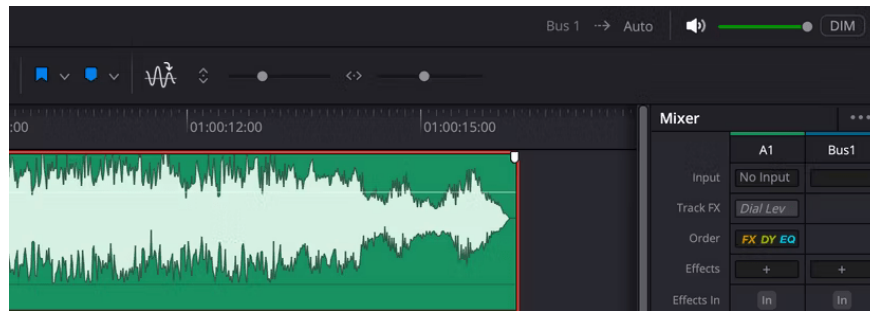 Bus 1 ⇢ Auto DIM
:00 01:00:12:00 01:00:15:00 Mixer •••
A1 Bus1
Input No Input
Track FX Dial Lev
Order FX DY EQ
Effects + +
Effects In In In